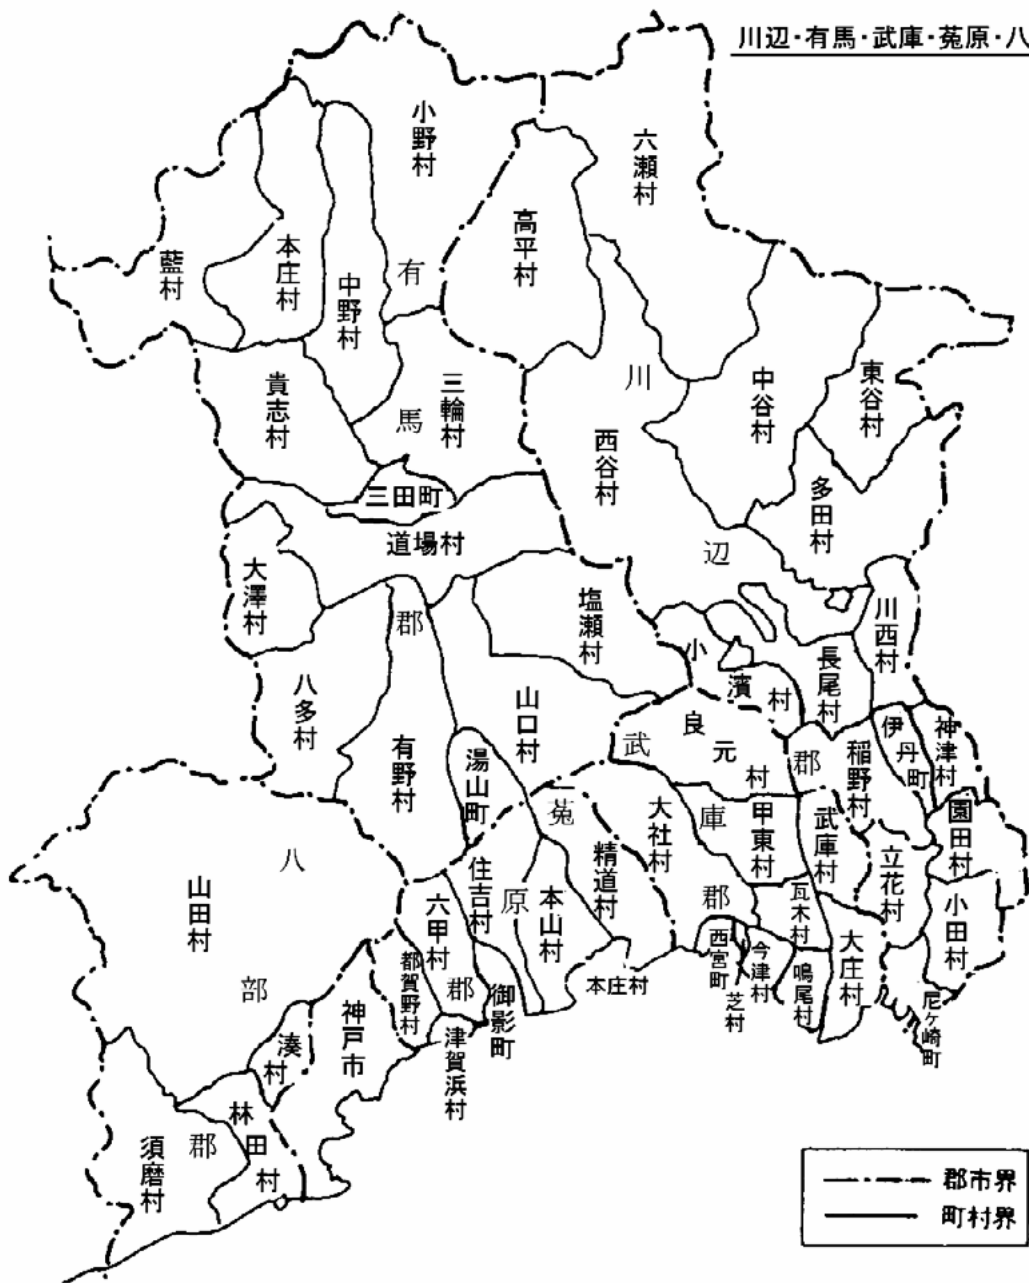 川辺・有馬・武庫・菟原・八
小野村
六瀬村
高平村
藍村
本庄村
中野村
有
馬
郡
貴志村
三輪村
川
辺
郡
中谷村
東谷村
西谷村
多田村
三田町
道場村
大澤村
塩瀬村
川西村
小濱村
長尾村
八多村
有野村
山口村
湯山町
武
庫
郡
良元村
伊丹町
神津村
稲野村
菟
原
郡
大社村
甲東村
武庫村
園田村
立花村
精道村
住吉村
本山村
六甲村
瓦木村
小田村
八
部
郡
山田村
都賀野村
御影町
本庄村
西宮町
芝村
今津村
鳴尾村
大庄村
尼ヶ崎町
津賀浜村
神戸市
湊村
林田村
須磨村
郡市界
町村界